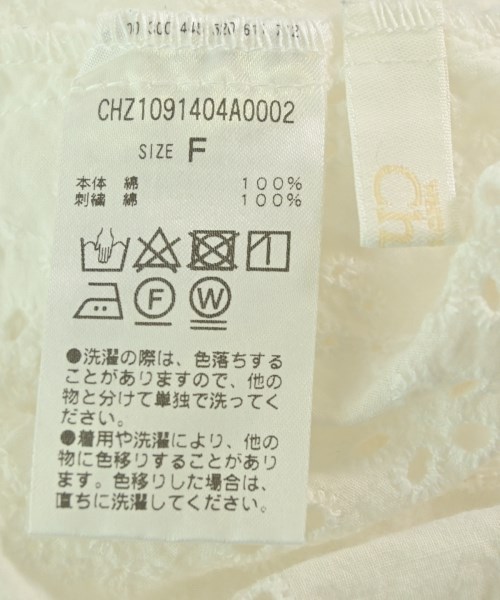 CHZ1091404A0002
SIZE F
本体 綿 100%
刺繍 綿 100%
F W
●洗濯の際は、色落ちする
ことがありますので、他の
物と分けて単独で洗ってく
ださい。
●着用や洗濯により、他の
物に色移りすることがあり
ます。色移りした場合は、
直ちに洗濯してください。
Ch